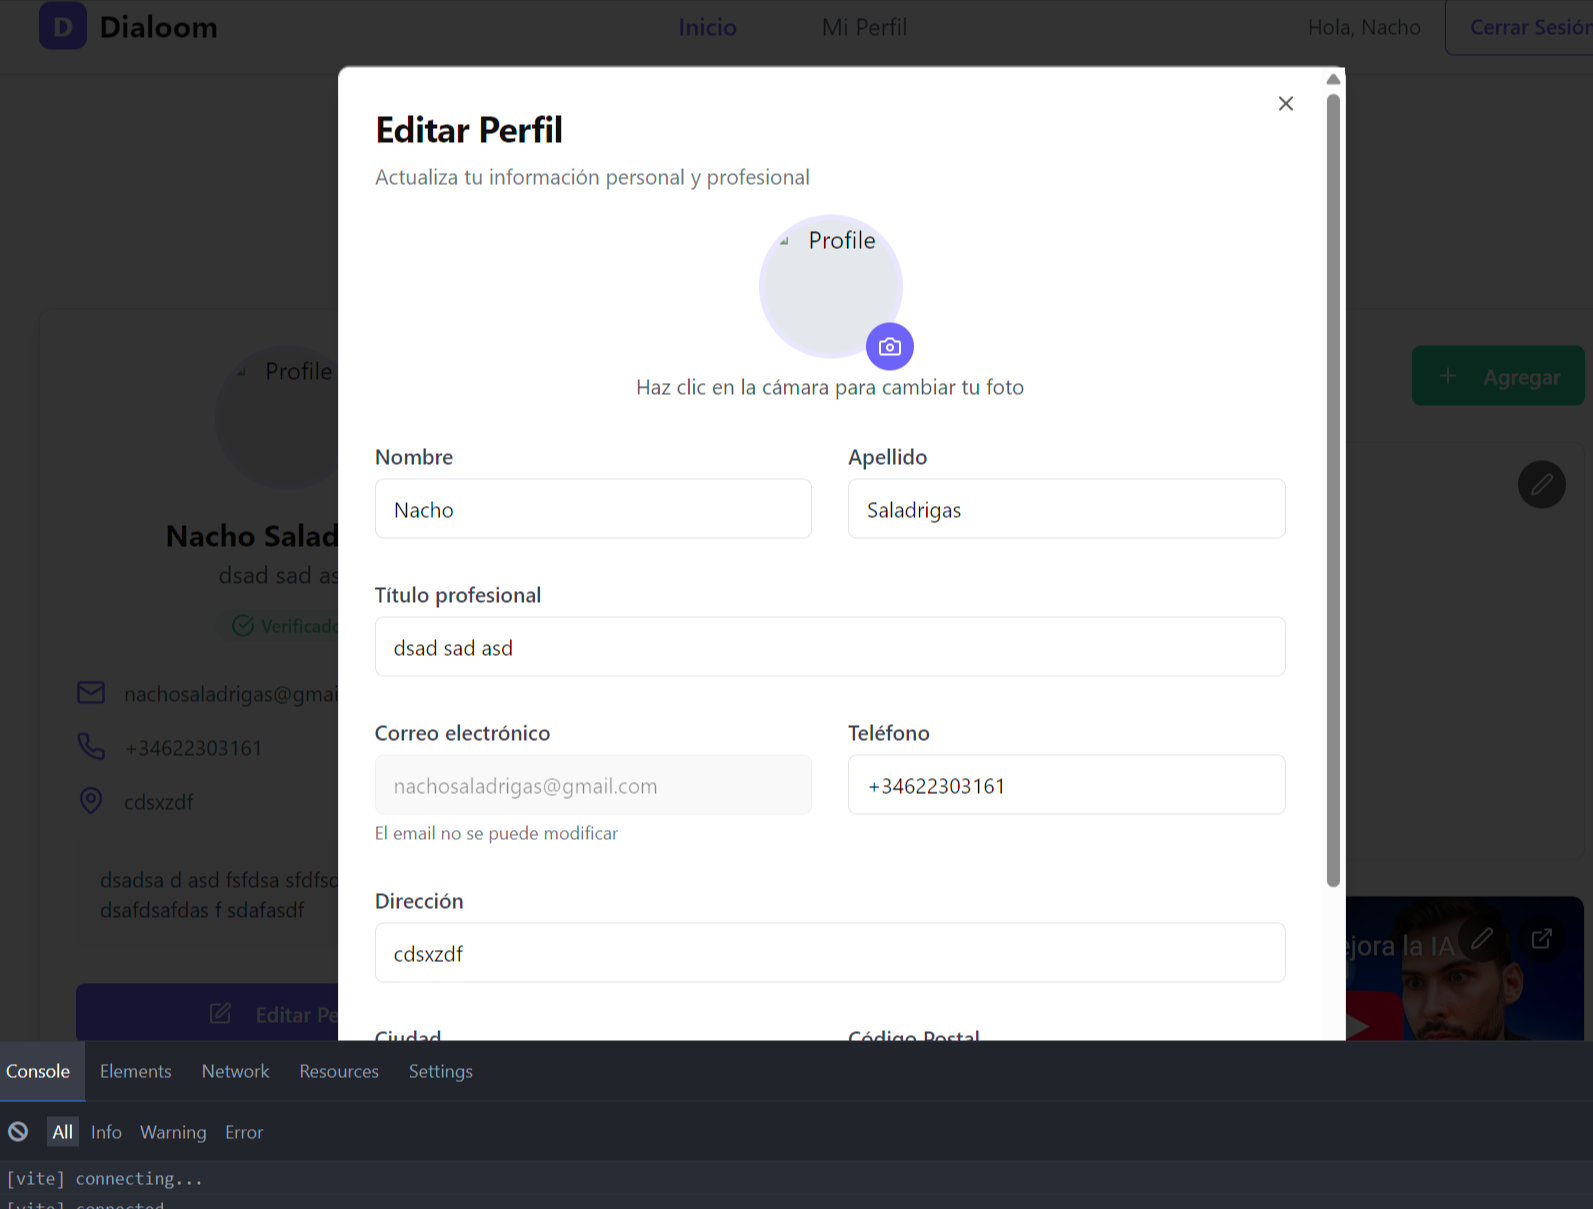 D Dialoom
Inicio
Mi Perfil
Hola, Nacho
Cerrar Sesión
Editar Perfil
Actualiza tu información personal y profesional
Profile
Haz clic en la cámara para cambiar tu foto
Nombre
Apellido
Nacho
Saladrigas
Título profesional
dsad sad asd
Correo electrónico
Teléfono
nachosaladrigas@gmail.com
+34622303161
El email no se puede modificar
Dirección
cdsxzdf
Ciudad
Código Postal
Profile
Nacho Salad
dsad sad as
Verificado
nachosaladrigas@gmai
+34622303161
cdsxzdf
dsadsa d asd fsfdsa sfdfsd
dsafdsafdas f sdafasdf
Editar Pe
+ Agregar
ejora la IA
Console
Elements
Network
Resources
Settings
All
Info
Warning
Error
[vite] connecting...
[vite] connected